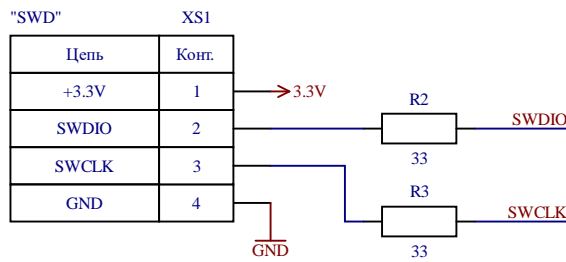 "SWD" XS1
Цепь Конт.
+3.3V 1 3.3V
R2
SWDIO 2 SWDIO
33
SWCLK 3
R3
GND 4 SWCLK
GND 33